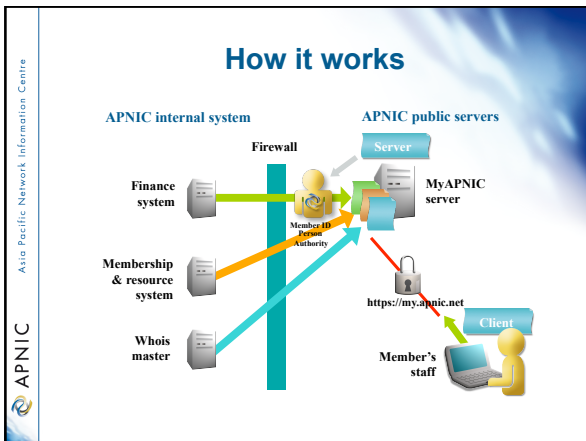 How it works
APNIC internal system
APNIC public servers
Firewall
Server
Finance
system
MyAPNIC
server
Member ID
Person
Authority
Membership
& resource
system
https://my.apnic.net
Client
Whois
master
Member's
staff
Asia Pacific Network Information Centre
APNIC